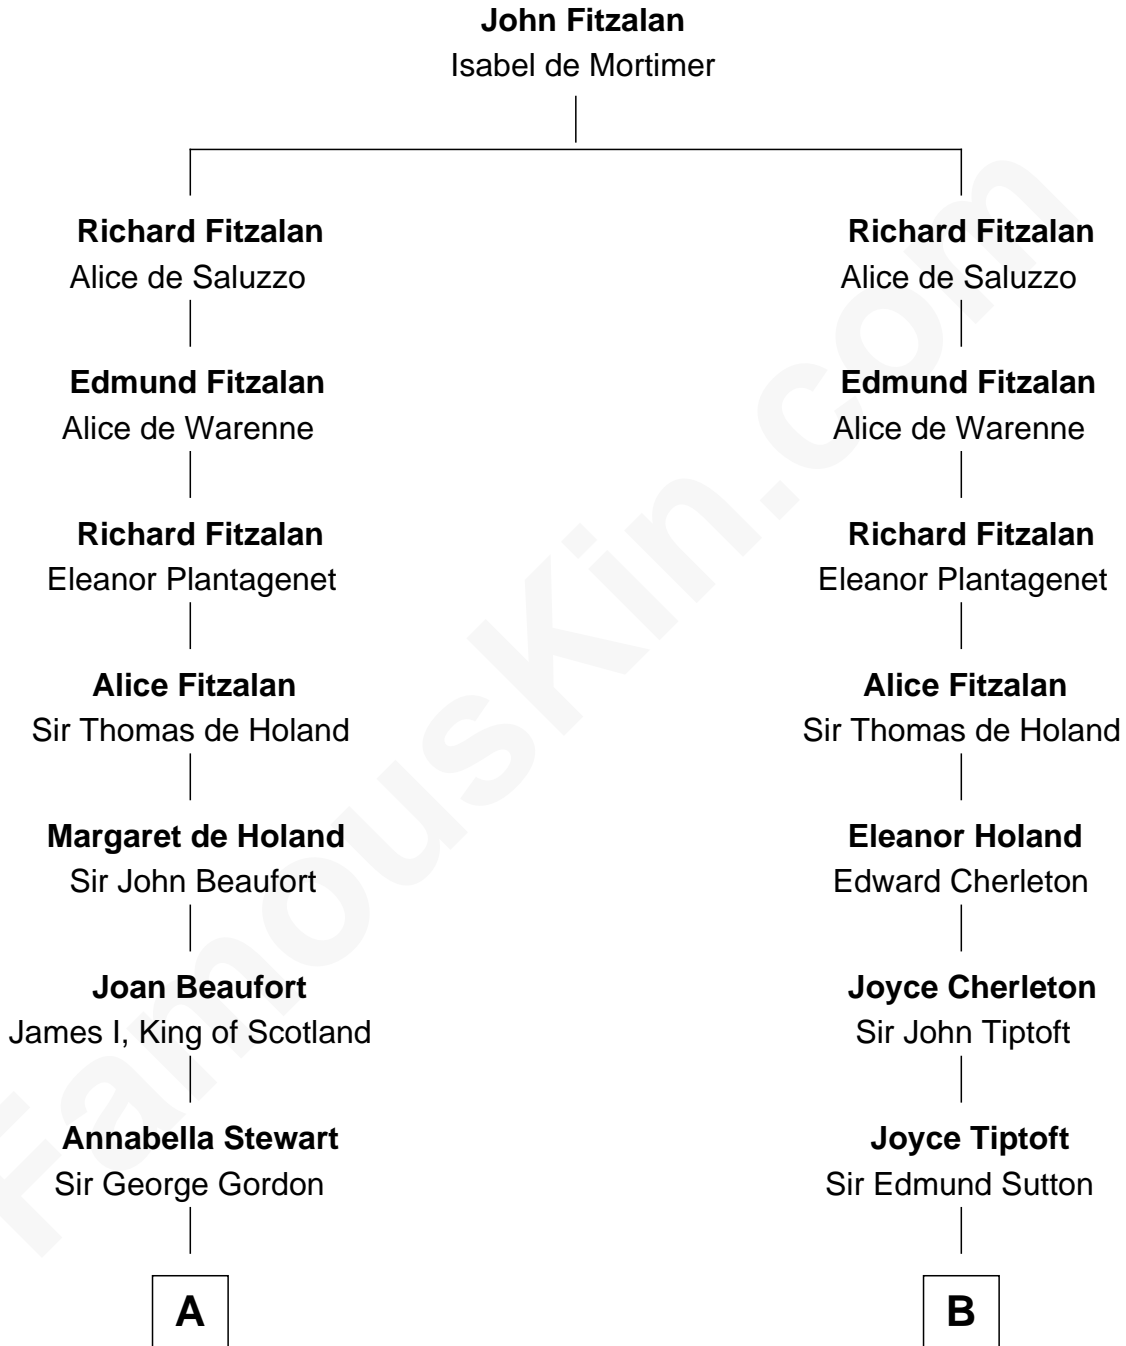 John Fitzalan
Isabel de Mortimer
Richard Fitzalan
Alice de Saluzzo
Richard Fitzalan
Alice de Saluzzo
Edmund Fitzalan
Alice de Warenne
Edmund Fitzalan
Alice de Warenne
Richard Fitzalan
Eleanor Plantagenet
Richard Fitzalan
Eleanor Plantagenet
Alice Fitzalan
Sir Thomas de Holand
Alice Fitzalan
Sir Thomas de Holand
Margaret de Holand
Sir John Beaufort
Eleanor Holand
Edward Cherleton
Joan Beaufort
James I, King of Scotland
Joyce Cherleton
Sir John Tiptoft
Annabella Stewart
Sir George Gordon
Joyce Tiptoft
Sir Edmund Sutton
A
B
FamousKin.com